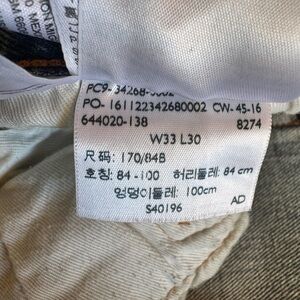 PC9-34268-0002
PO- 161122342680002 CW-45-16
644020-138 8274
W33 L30
尺码: 170/84B
호칭: 84-100 허리둘레: 84 cm
엉덩이둘레: 100cm
S40196 AD